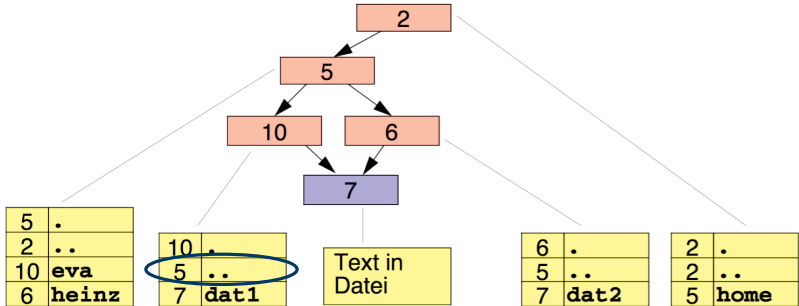 2
5
10 6
7
5 .
2 ..
10 eva
6 heinz
10 .
5 ..
7 dat1
Text in
Datei
6 .
5 ..
7 dat2
2 .
2 ..
5 home